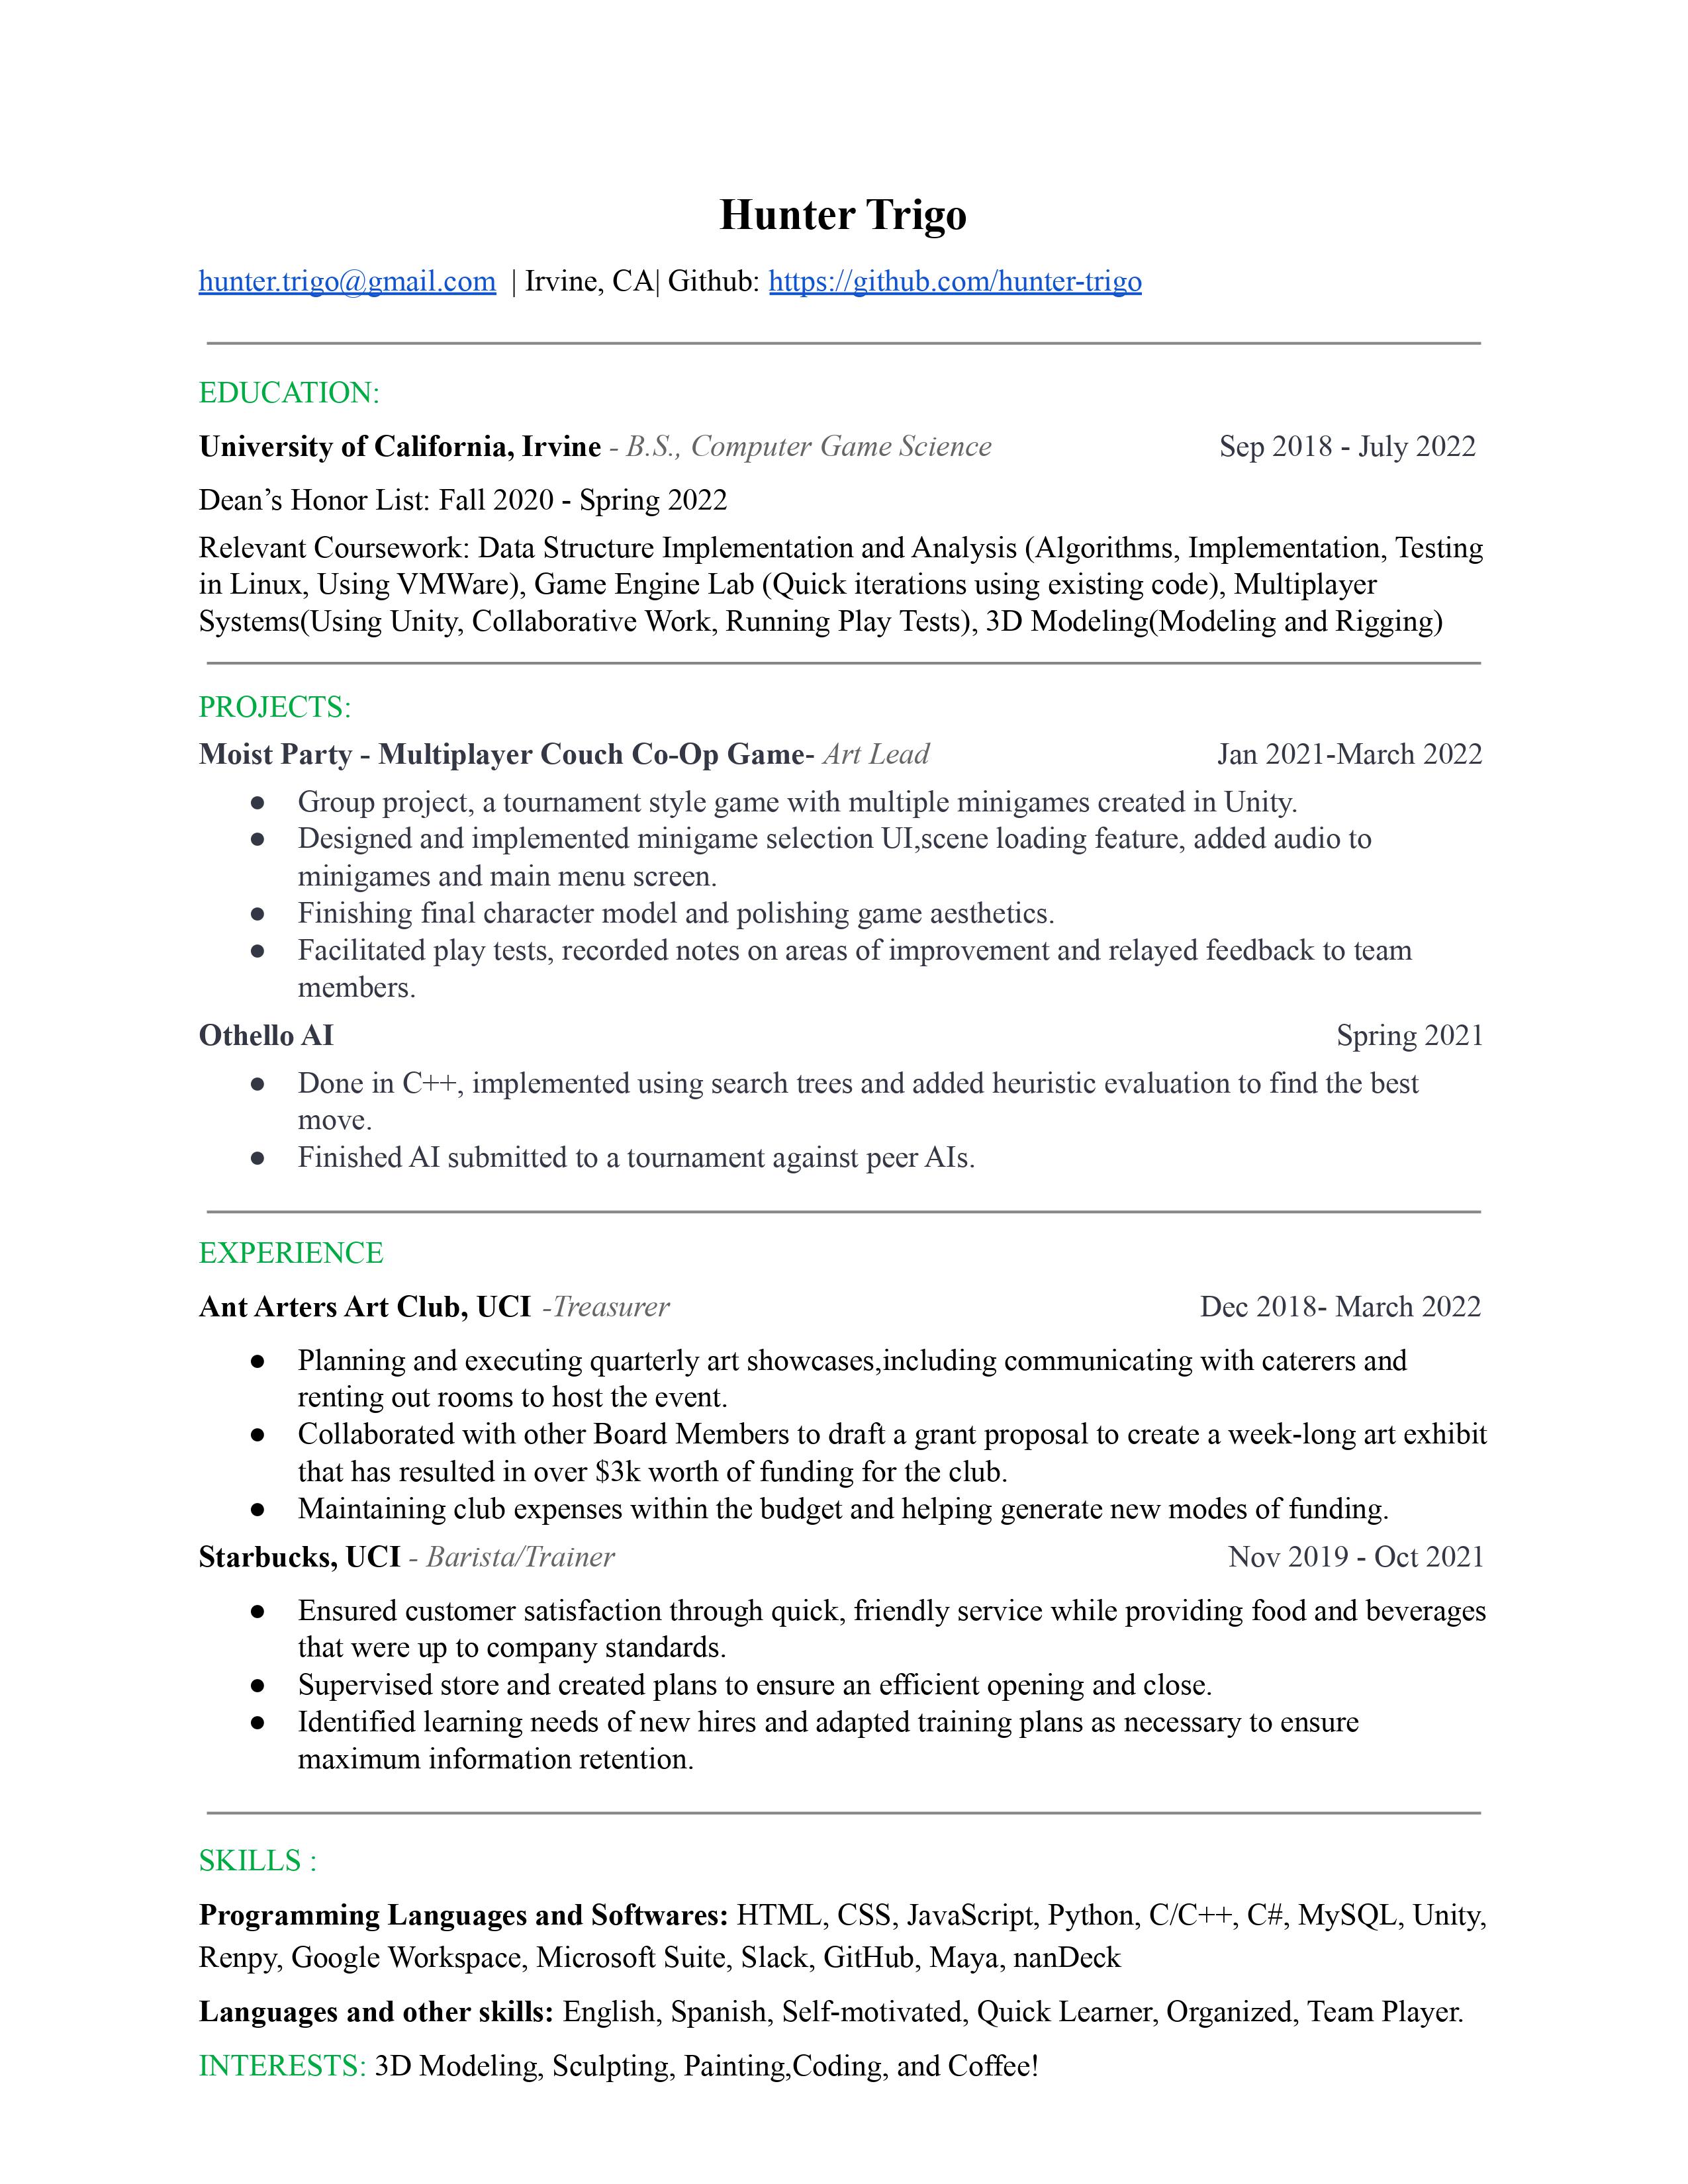 Hunter Trigo
hunter.trigo@gmail.com | Irvine, CA| Github: https://github.com/hunter-trigo
EDUCATION:
University of California, Irvine - B.S., Computer Game Science Sep 2018 - July 2022
Dean’s Honor List: Fall 2020 - Spring 2022
Relevant Coursework: Data Structure Implementation and Analysis (Algorithms, Implementation, Testing
in Linux, Using VMWare), Game Engine Lab (Quick iterations using existing code), Multiplayer
Systems(Using Unity, Collaborative Work, Running Play Tests), 3D Modeling(Modeling and Rigging)
PROJECTS:
Moist Party - Multiplayer Couch Co-Op Game- Art Lead Jan 2021-March 2022
● Group project, a tournament style game with multiple minigames created in Unity.
● Designed and implemented minigame selection UI,scene loading feature, added audio to
minigames and main menu screen.
● Finishing final character model and polishing game aesthetics.
● Facilitated play tests, recorded notes on areas of improvement and relayed feedback to team
members.
Othello AI Spring 2021
● Done in C++, implemented using search trees and added heuristic evaluation to find the best
move.
● Finished AI submitted to a tournament against peer AIs.
EXPERIENCE
Ant Arters Art Club, UCI -Treasurer Dec 2018- March 2022
● Planning and executing quarterly art showcases,including communicating with caterers and
renting out rooms to host the event.
● Collaborated with other Board Members to draft a grant proposal to create a week-long art exhibit
that has resulted in over $3k worth of funding for the club.
● Maintaining club expenses within the budget and helping generate new modes of funding.
Starbucks, UCI - Barista/Trainer Nov 2019 - Oct 2021
● Ensured customer satisfaction through quick, friendly service while providing food and beverages
that were up to company standards.
● Supervised store and created plans to ensure an efficient opening and close.
● Identified learning needs of new hires and adapted training plans as necessary to ensure
maximum information retention.
SKILLS :
Programming Languages and Softwares: HTML, CSS, JavaScript, Python, C/C++, C#, MySQL, Unity,
Renpy, Google Workspace, Microsoft Suite, Slack, GitHub, Maya, nanDeck
Languages and other skills: English, Spanish, Self-motivated, Quick Learner, Organized, Team Player.
INTERESTS: 3D Modeling, Sculpting, Painting,Coding, and Coffee!